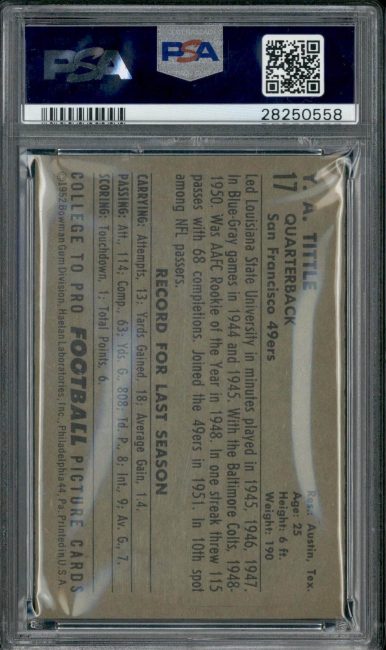 PSA
PSA
28250558
17
Y. A. TITTLE
QUARTERBACK
San Francisco 49ers
Res.: Austin, Tex.
Age: 25
Height: 6 ft.
Weight: 190
Led Louisiana State University in minutes played in 1945, 1946, 1947.
In Blue-Gray games in 1944 and 1945. With the Baltimore Colts, 1948-
1950. Was AAFC Rookie of the Year in 1948. In one streak threw 115
passes with 68 completions. Joined the 49ers in 1951. In 10th spot
among NFL passers.
RECORD FOR LAST SEASON
CARRYING: Attempts, 13; Yards Gained, 18; Average Gain, 1.4.
PASSING: Att., 114; Comp., 63; Yds. G., 808; Td. P., 8; Int., 9; Av. G., 7.
SCORING: Touchdown, 1; Total Points, 6.
COLLEGE TO PRO FOOTBALL PICTURE CARDS
©1952 Bowman Gum Division, Haelan Laboratories, Inc., Philadelphia 44, Pa. Printed in U.S.A.